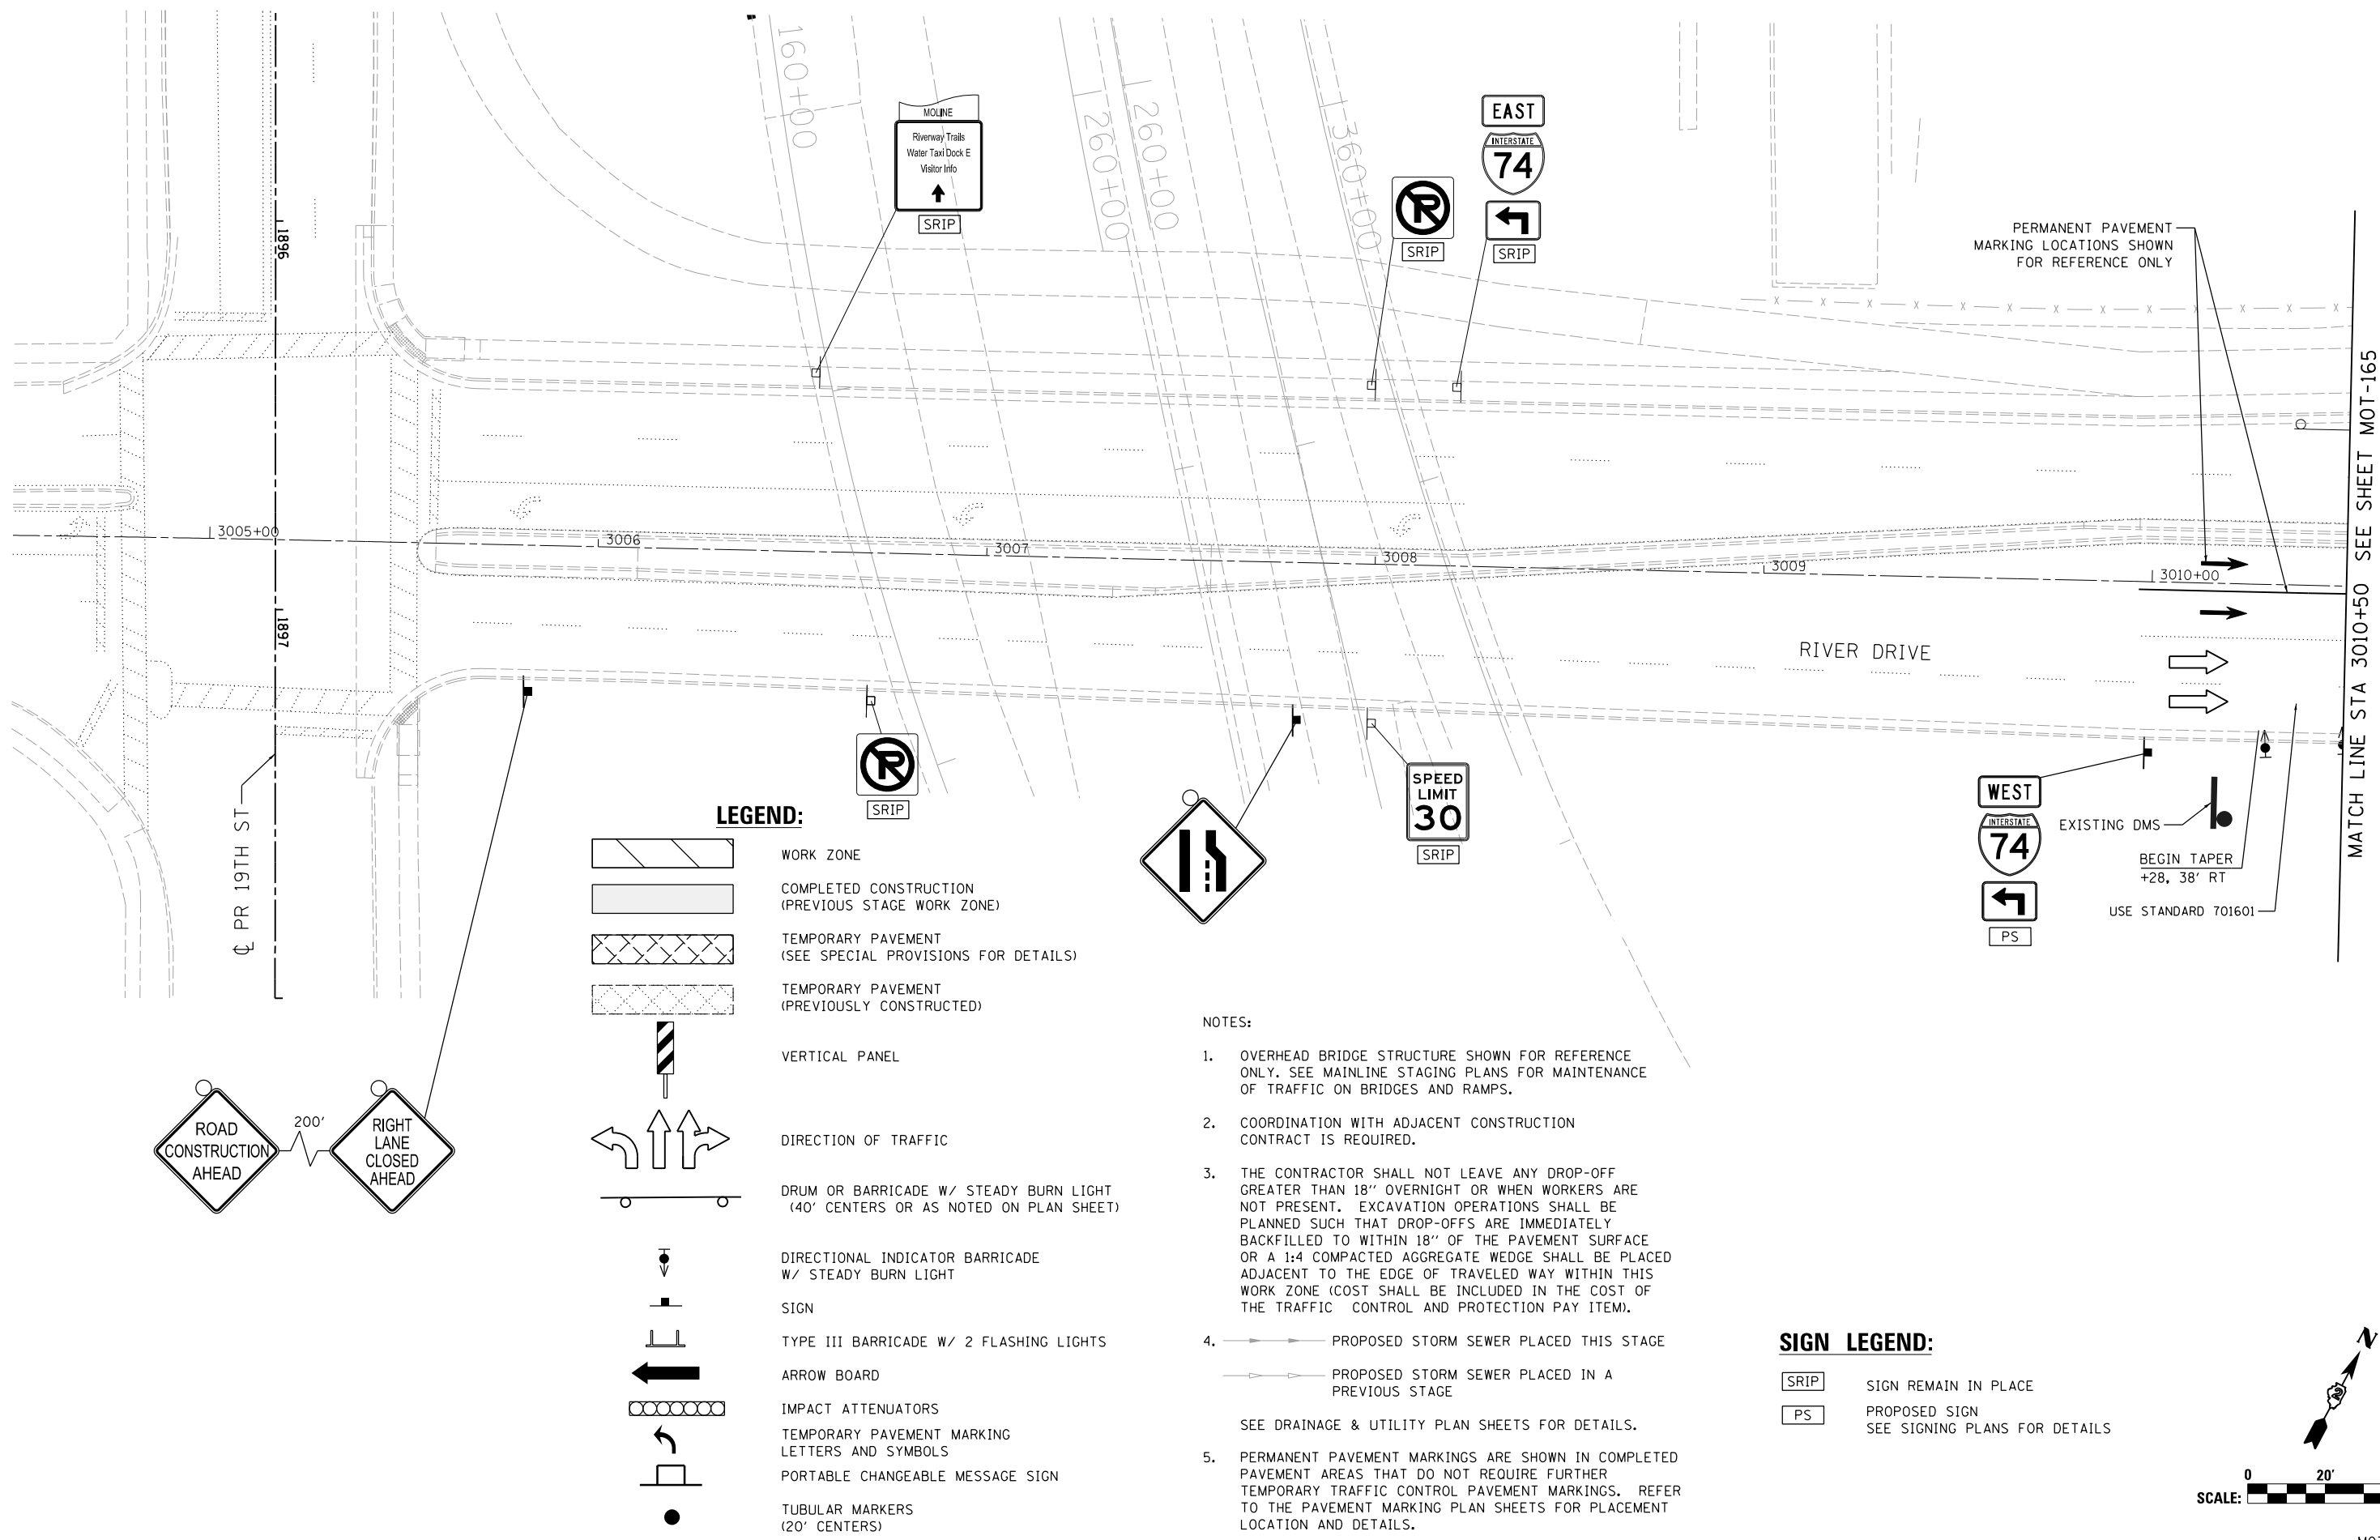 160+00
260+00
260+00
360+00
MOLINE
Riverway Trails
Water Taxi Dock E
Visitor Info
SRIP
EAST
INTERSTATE
74
SRIP
P
SRIP
PERMANENT PAVEMENT
MARKING LOCATIONS SHOWN
FOR REFERENCE ONLY
1896
1897
3005+00
3006
3007
3008
3009
3010+00
RIVER DRIVE
MATCH LINE STA 3010+50 SEE SHEET MOT-165
℄ PR 19TH ST
P
SRIP
SPEED
LIMIT
30
SRIP
WEST
INTERSTATE
74
PS
EXISTING DMS
BEGIN TAPER
+28, 38' RT
USE STANDARD 701601
ROAD
CONSTRUCTION
AHEAD
200'
RIGHT
LANE
CLOSED
AHEAD
LEGEND:
WORK ZONE
COMPLETED CONSTRUCTION
(PREVIOUS STAGE WORK ZONE)
TEMPORARY PAVEMENT
(SEE SPECIAL PROVISIONS FOR DETAILS)
TEMPORARY PAVEMENT
(PREVIOUSLY CONSTRUCTED)
VERTICAL PANEL
DIRECTION OF TRAFFIC
DRUM OR BARRICADE W/ STEADY BURN LIGHT
(40' CENTERS OR AS NOTED ON PLAN SHEET)
DIRECTIONAL INDICATOR BARRICADE
W/ STEADY BURN LIGHT
SIGN
TYPE III BARRICADE W/ 2 FLASHING LIGHTS
ARROW BOARD
IMPACT ATTENUATORS
TEMPORARY PAVEMENT MARKING
LETTERS AND SYMBOLS
PORTABLE CHANGEABLE MESSAGE SIGN
TUBULAR MARKERS
(20' CENTERS)
NOTES:
1. OVERHEAD BRIDGE STRUCTURE SHOWN FOR REFERENCE
ONLY. SEE MAINLINE STAGING PLANS FOR MAINTENANCE
OF TRAFFIC ON BRIDGES AND RAMPS.
2. COORDINATION WITH ADJACENT CONSTRUCTION
CONTRACT IS REQUIRED.
3. THE CONTRACTOR SHALL NOT LEAVE ANY DROP-OFF
GREATER THAN 18'' OVERNIGHT OR WHEN WORKERS ARE
NOT PRESENT. EXCAVATION OPERATIONS SHALL BE
PLANNED SUCH THAT DROP-OFFS ARE IMMEDIATELY
BACKFILLED TO WITHIN 18'' OF THE PAVEMENT SURFACE
OR A 1:4 COMPACTED AGGREGATE WEDGE SHALL BE PLACED
ADJACENT TO THE EDGE OF TRAVELED WAY WITHIN THIS
WORK ZONE (COST SHALL BE INCLUDED IN THE COST OF
THE TRAFFIC CONTROL AND PROTECTION PAY ITEM).
4. PROPOSED STORM SEWER PLACED THIS STAGE
PROPOSED STORM SEWER PLACED IN A
PREVIOUS STAGE
SEE DRAINAGE & UTILITY PLAN SHEETS FOR DETAILS.
5. PERMANENT PAVEMENT MARKINGS ARE SHOWN IN COMPLETED
PAVEMENT AREAS THAT DO NOT REQUIRE FURTHER
TEMPORARY TRAFFIC CONTROL PAVEMENT MARKINGS. REFER
TO THE PAVEMENT MARKING PLAN SHEETS FOR PLACEMENT
LOCATION AND DETAILS.
SIGN LEGEND:
SRIP SIGN REMAIN IN PLACE
PS PROPOSED SIGN
SEE SIGNING PLANS FOR DETAILS
N
2
0 20'
SCALE: